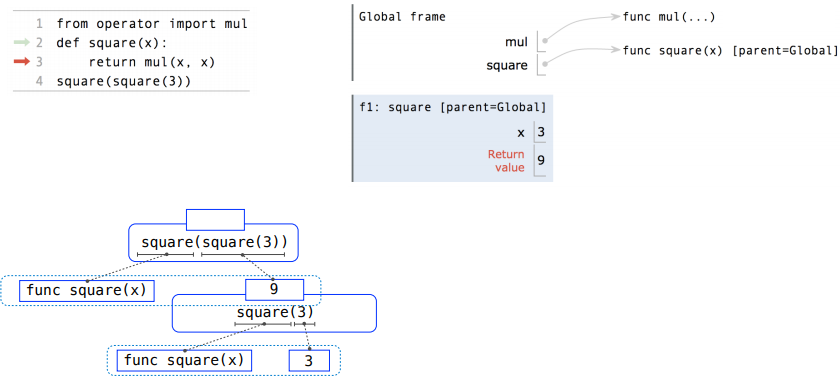 1 from operator import mul
2 def square(x):
3     return mul(x, x)
4 square(square(3))
Global frame
mul
square
func mul(...)
func square(x) [parent=Global]
f1: square [parent=Global]
x 3
Return
value 9
square(square(3))
func square(x)
9
square(3)
func square(x)
3